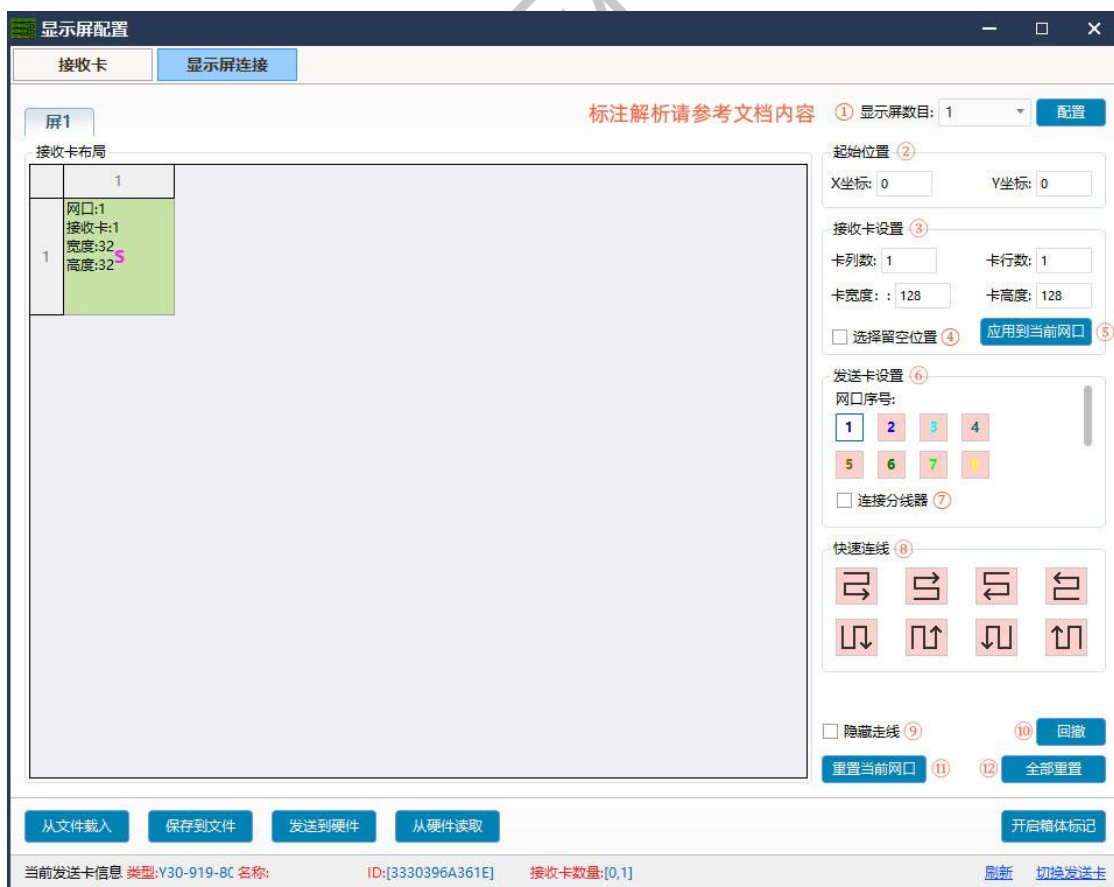 显示屏配置
接收卡 显示屏连接
屏1
标注解析请参考文档内容 ① 显示屏数目: 1 配置
接收卡布局
1
1
网口:1
接收卡:1
宽度:32
高度:32
S
起始位置 ②
X坐标: 0 Y坐标: 0
接收卡设置 ③
卡列数: 1 卡行数: 1
卡宽度: : 128 卡高度: 128
选择留空位置 ④ 应用到当前网口 ⑤
发送卡设置 ⑥
网口序号:
1 2 3 4
5 6 7 8
连接分线器 ⑦
快速连线 ⑧
隐藏走线 ⑨ ⑩ 回撤
重置当前网口 ⑪ ⑫ 全部重置
从文件载入 保存到文件 发送到硬件 从硬件读取 开启箱体标记
当前发送卡信息 类型:Y30-919-8C 名称: ID:[3330396A361E] 接收卡数量:[0,1] 刷新 切换发送卡